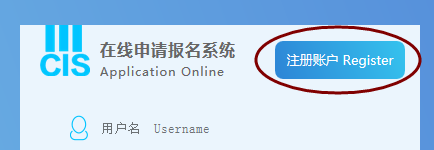 CIS
在线申请报名系统
Application Online
注册账户 Register
用户名 Username